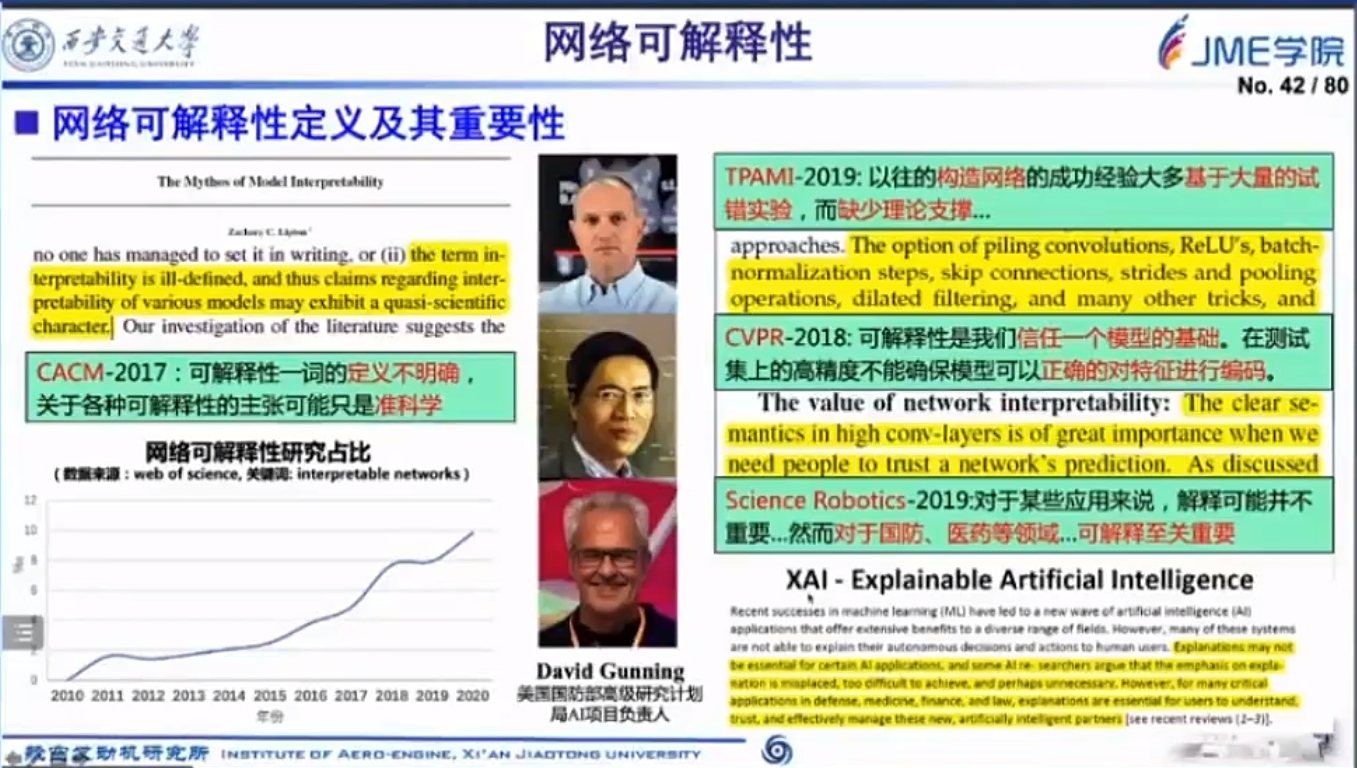 西安交通大学
XI'AN JIAOTONG UNIVERSITY
网络可解释性
JME学院
No. 42 / 80
网络可解释性定义及其重要性
The Mythos of Model Interpretability
Zachary C. Lipton
no one has managed to set it in writing, or (ii) the term in-
terpretability is ill-defined, and thus claims regarding inter-
pretability of various models may exhibit a quasi-scientific
character. Our investigation of the literature suggests the
CACM-2017：可解释性一词的定义不明确，
关于各种可解释性的主张可能只是准科学
网络可解释性研究占比
（数据来源：web of science, 关键词: interpretable networks）
%
12
10
8
6
4
2
0
2010 2011 2012 2013 2014 2015 2016 2017 2018 2019 2020
年份
David Gunning
美国国防部高级研究计划
局AI项目负责人
TPAMI-2019: 以往的构造网络的成功经验大多基于大量的试
错实验，而缺少理论支撑...
approaches. The option of piling convolutions, ReLU's, batch-
normalization steps, skip connections, strides and pooling
operations, dilated filtering, and many other tricks, and
CVPR-2018: 可解释性是我们信任一个模型的基础。在测试
集上的高精度不能确保模型可以正确的对特征进行编码。
The value of network interpretability: The clear se-
mantics in high conv-layers is of great importance when we
need people to trust a network's prediction. As discussed
Science Robotics-2019:对于某些应用来说，解释可能并不
重要...然而对于国防、医药等领域...可解释至关重要
XAI - Explainable Artificial Intelligence
Recent successes in machine learning (ML) have led to a new wave of artificial intelligence (AI)
applications that offer extensive benefits to a diverse range of fields. However, many of these systems
are not able to explain their autonomous decisions and actions to human users. Explanations may not
be essential for certain AI applications, and some AI re- searchers argue that the emphasis on expla-
nation is misplaced, too difficult to achieve, and perhaps unnecessary. However, for many critical
applications in defense, medicine, finance, and law, explanations are essential for users to understand,
trust, and effectively manage these new, artificially intelligent partners [see recent reviews (1–3)].
航空发动机研究所 INSTITUTE OF AERO-ENGINE, XI'AN JIAOTONG UNIVERSITY